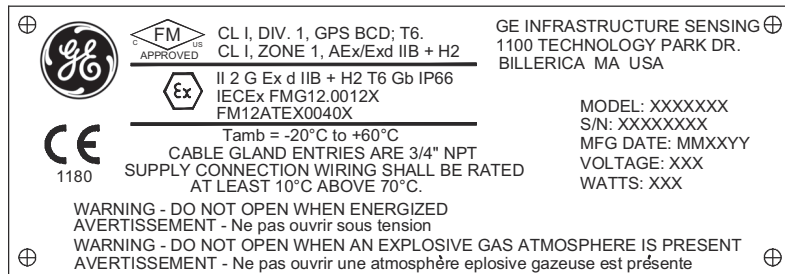 GE
C FM US
APPROVED
CL I, DIV. 1, GPS BCD; T6.
CL I, ZONE 1, AEx/Exd IIB + H2
GE INFRASTRUCTURE SENSING
1100 TECHNOLOGY PARK DR.
BILLERICA MA USA
Ex
II 2 G Ex d IIB + H2 T6 Gb IP66
IECEx FMG12.0012X
FM12ATEX0040X
CE
1180
Tamb = -20°C to +60°C
CABLE GLAND ENTRIES ARE 3/4" NPT
SUPPLY CONNECTION WIRING SHALL BE RATED
AT LEAST 10°C ABOVE 70°C.
MODEL: XXXXXXX
S/N: XXXXXXXX
MFG DATE: MMXXYY
VOLTAGE: XXX
WATTS: XXX
WARNING - DO NOT OPEN WHEN ENERGIZED
AVERTISSEMENT - Ne pas ouvrir sous tension
WARNING - DO NOT OPEN WHEN AN EXPLOSIVE GAS ATMOSPHERE IS PRESENT
AVERTISSEMENT - Ne pas ouvrir une atmosphère eplosive gazeuse est présente